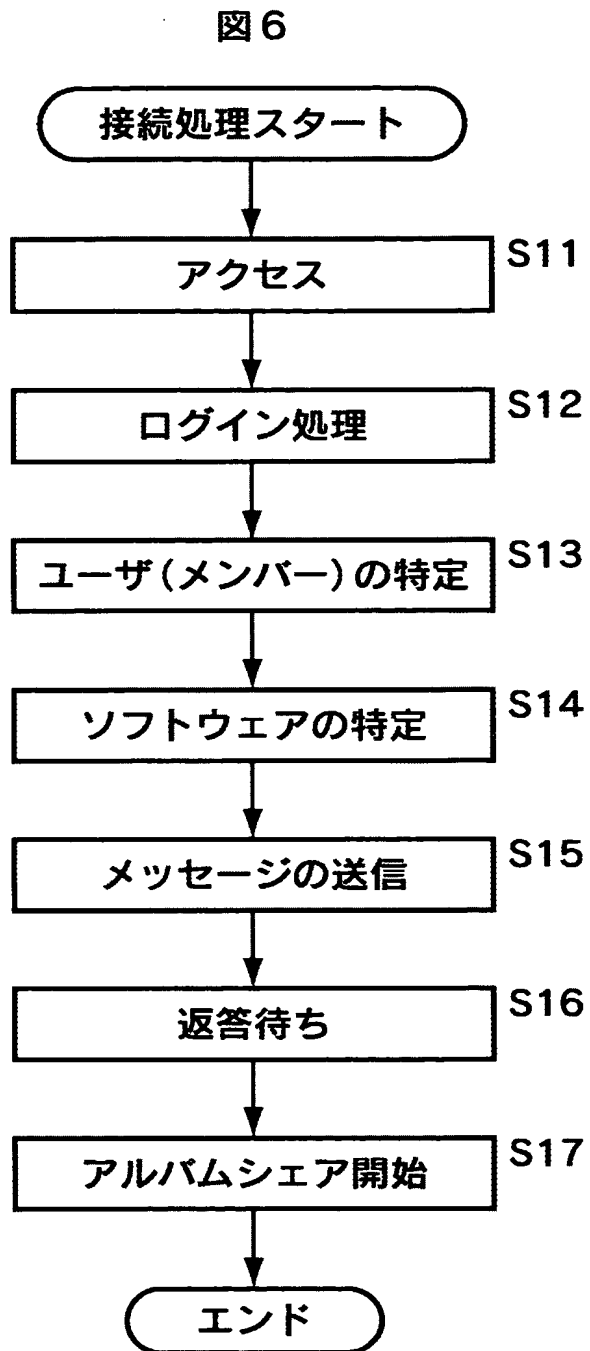 図6
接続処理スタート
アクセス
S11
ログイン処理
S12
ユーザ(メンバー)の特定
S13
ソフトウェアの特定
S14
メッセージの送信
S15
返答待ち
S16
アルバムシェア開始
S17
エンド